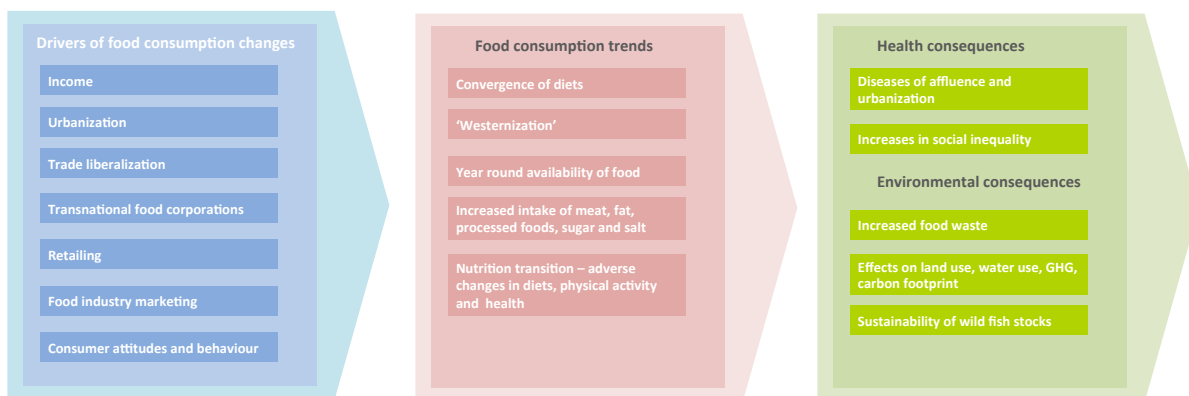 Drivers of food consumption changes
Income
Urbanization
Trade liberalization
Transnational food corporations
Retailing
Food industry marketing
Consumer attitudes and behaviour
Food consumption trends
Convergence of diets
‘Westernization’
Year round availability of food
Increased intake of meat, fat,
processed foods, sugar and salt
Nutrition transition – adverse
changes in diets, physical activity
and health
Health consequences
Diseases of affluence and
urbanization
Increases in social inequality
Environmental consequences
Increased food waste
Effects on land use, water use, GHG,
carbon footprint
Sustainability of wild fish stocks